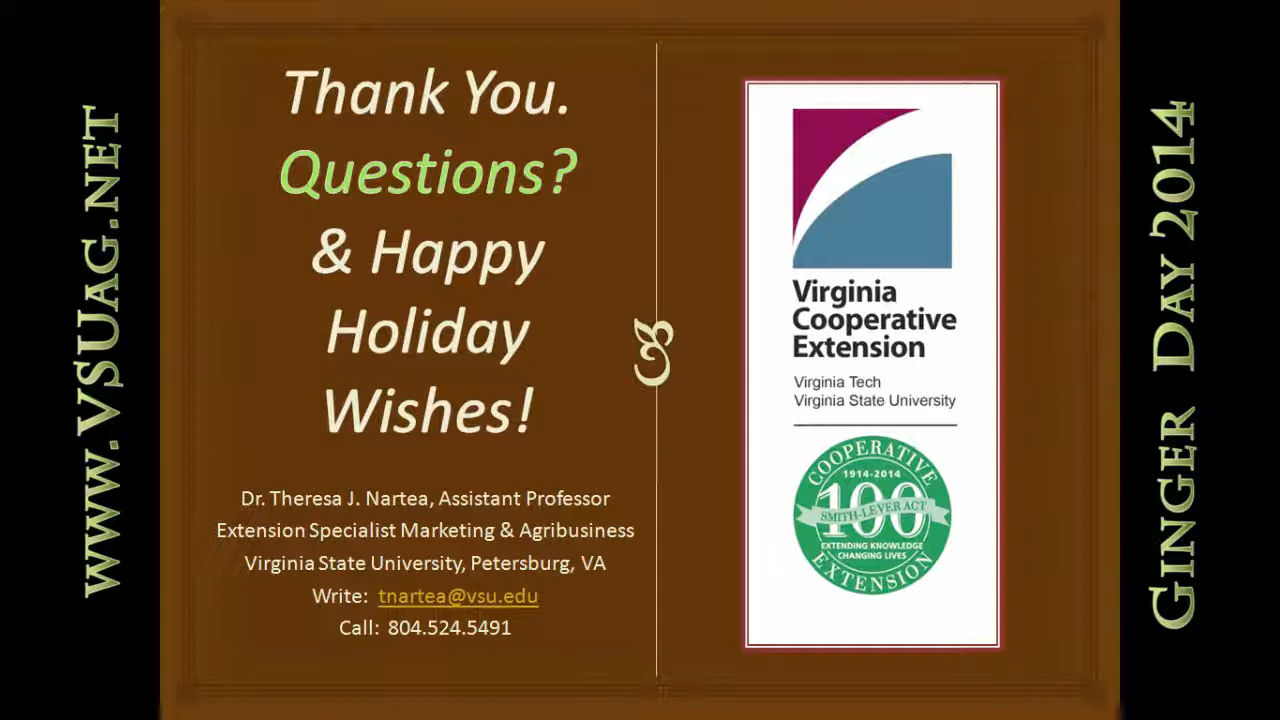 WWW.VSUAG.NET
Thank You.
Questions?
& Happy
Holiday
Wishes!
Dr. Theresa J. Nartea, Assistant Professor
Extension Specialist Marketing & Agribusiness
Virginia State University, Petersburg, VA
Write: tnartea@vsu.edu
Call: 804.524.5491
Virginia
Cooperative
Extension
Virginia Tech
Virginia State University
COOPERATIVE
1914-2014
100
SMITH-LEVER ACT
EXTENDING KNOWLEDGE
CHANGING LIVES
EXTENSION
GINGER DAY 2014